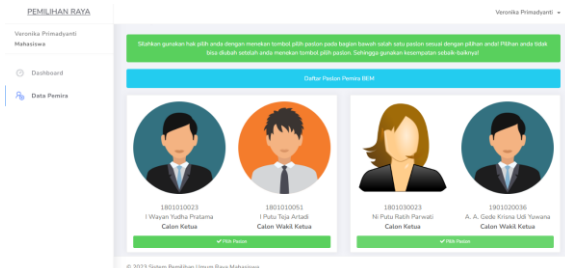 PEMILIHAN RAYA
Veronika Primadyanti
Veronika Primadyanti
Mahasiswa
Dashboard
Data Pemira
Silahkan gunakan hak pilih anda dengan menekan tombol pilih paslon pada bagian bawah salah satu paslon sesuai dengan pilihan anda! Pilihan anda tidak
bisa diubah setelah anda menekan tombol pilih paslon. Sehingga gunakan kesempatan sebaik-baiknya!
Daftar Paslon Pemira BEM
1801010023
I Wayan Yudha Pratama
Calon Ketua
1801010051
I Putu Teja Artadi
Calon Wakil Ketua
Pilih Paslon
1801030023
Ni Putu Ratih Parwati
Calon Ketua
1901020036
A. A. Gede Krisna Udi Yowana
Calon Wakil Ketua
Pilih Paslon
© 2023 Sistem Pemilihan Umum Raya Mahasiswa